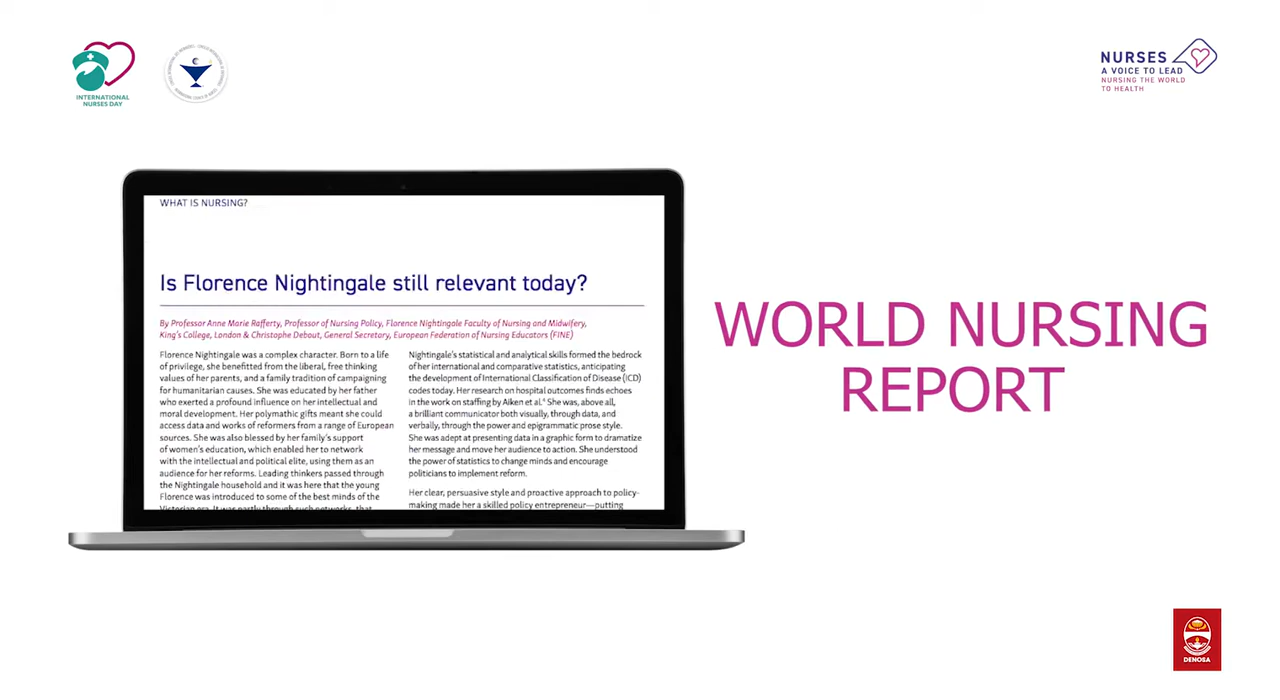 INTERNATIONAL
NURSES DAY
NURSES
A VOICE TO LEAD
NURSING THE WORLD
TO HEALTH
WHAT IS NURSING?
Is Florence Nightingale still relevant today?
By Professor Anne Marie Rafferty, Professor of Nursing Policy, Florence Nightingale Faculty of Nursing and Midwifery,
King's College, London & Christophe Debout, General Secretary, European Federation of Nursing Educators (FINE)
Florence Nightingale was a complex character. Born to a life
of privilege, she benefitted from the liberal, free thinking
values of her parents, and a family tradition of campaigning
for humanitarian causes. She was educated by her father
who exerted a profound influence on her intellectual and
moral development. Her polymathic gifts meant she could
access data and works of reformers from a range of European
sources. She was also blessed by her family's support
of women's education, which enabled her to network
with the intellectual and political elite, using them as an
audience for her reforms. Leading thinkers passed through
the Nightingale household and it was here that the young
Florence was introduced to some of the best minds of the
Victorian era. It was partly through such networks, that
Nightingale's statistical and analytical skills formed the bedrock
of her international and comparative statistics, anticipating
the development of International Classification of Disease (ICD)
codes today. Her research on hospital outcomes finds echoes
in the work on staffing by Aiken et al.⁶ She was, above all,
a brilliant communicator both visually, through data, and
verbally, through the power and epigrammatic prose style.
She was adept at presenting data in a graphic form to dramatize
her message and move her audience to action. She understood
the power of statistics to change minds and encourage
politicians to implement reform.
Her clear, persuasive style and proactive approach to policy-
making made her a skilled policy entrepreneur—putting
WORLD NURSING
REPORT
DENOSA